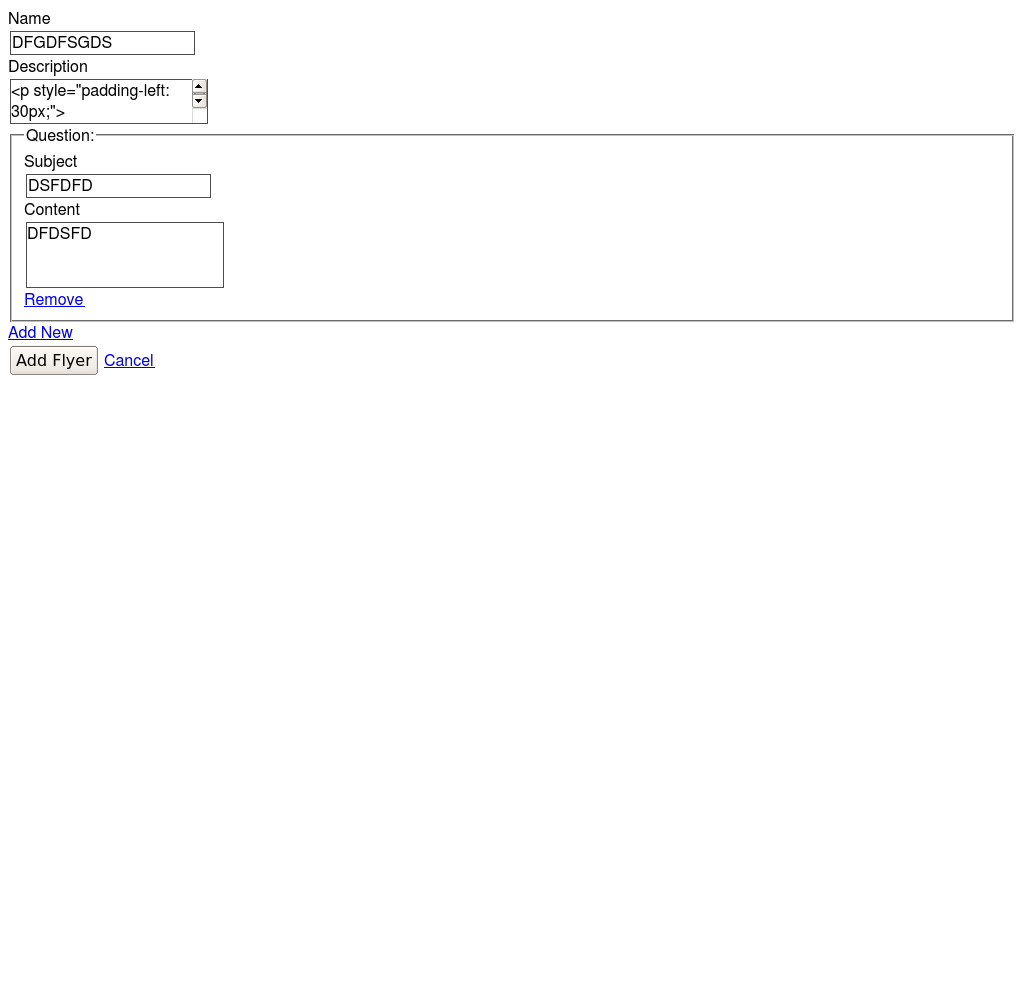 Name
DFGDFSGDS
Description
<p style="padding-left:
30px;">
Question:
Subject
DSFDFD
Content
DFDSFD
Remove
Add New
Add Flyer Cancel